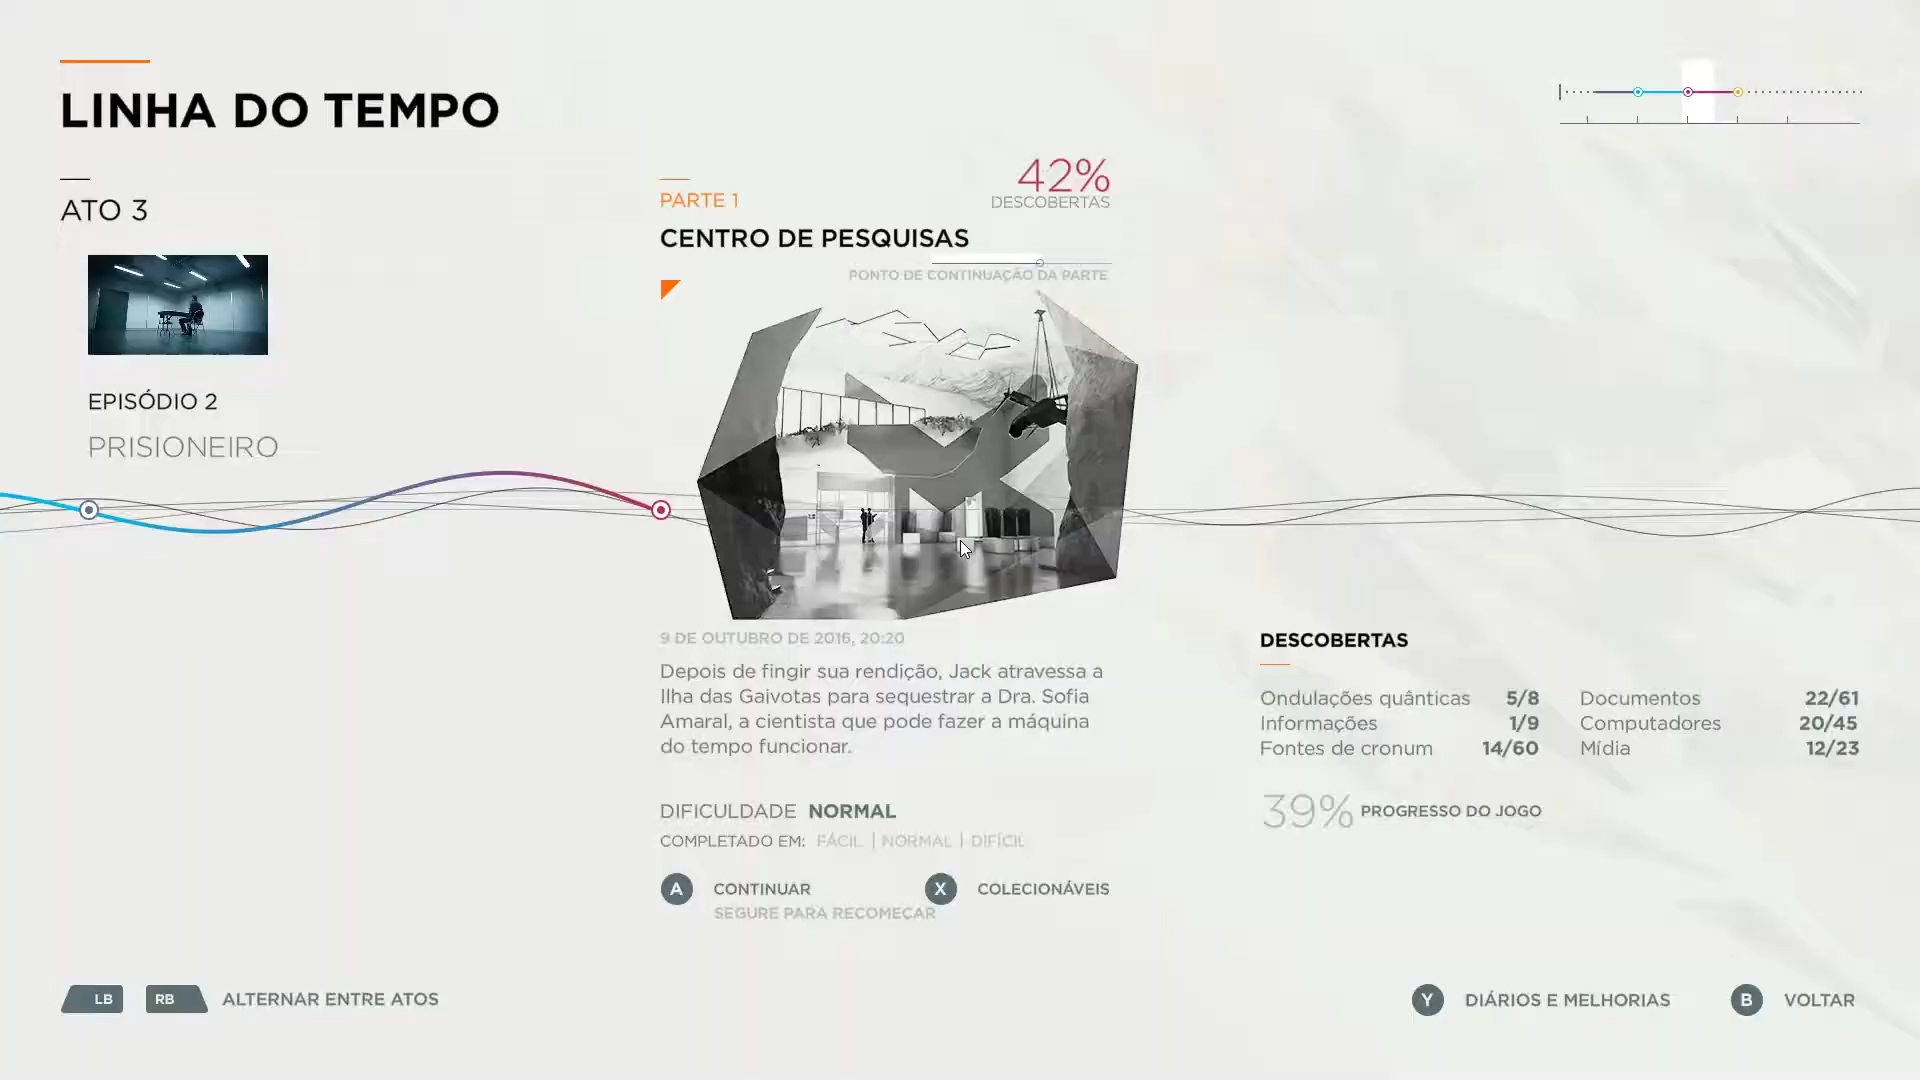 LINHA DO TEMPO
ATO 3
EPISÓDIO 2
PRISIONEIRO
PARTE 1
42%
DESCOBERTAS
CENTRO DE PESQUISAS
PONTO DE CONTINUAÇÃO DA PARTE
9 DE OUTUBRO DE 2016, 20:20
Depois de fingir sua rendição, Jack atravessa a
Ilha das Gaivotas para sequestrar a Dra. Sofia
Amaral, a cientista que pode fazer a máquina
do tempo funcionar.
DIFICULDADE NORMAL
COMPLETADO EM: FÁCIL | NORMAL | DIFÍCIL
A CONTINUAR
SEGURE PARA RECOMEÇAR
X COLECIONÁVEIS
DESCOBERTAS
Ondulações quânticas 5/8 Documentos 22/61
Informações 1/9 Computadores 20/45
Fontes de cronum 14/60 Mídia 12/23
39% PROGRESSO DO JOGO
LB RB ALTERNAR ENTRE ATOS
Y DIÁRIOS E MELHORIAS B VOLTAR